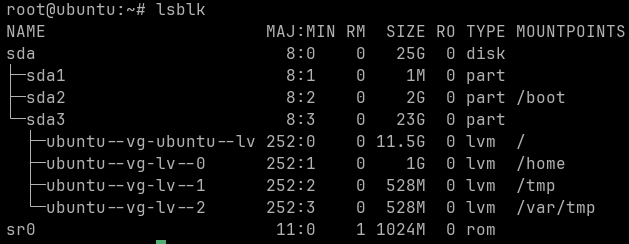 root@ubuntu:~# lsblk
NAME                      MAJ:MIN RM  SIZE RO TYPE MOUNTPOINTS
sda                         8:0    0   25G  0 disk
├─sda1                      8:1    0    1M  0 part
├─sda2                      8:2    0    2G  0 part /boot
└─sda3                      8:3    0   23G  0 part
  ├─ubuntu--vg-ubuntu--lv 252:0    0 11.5G  0 lvm  /
  ├─ubuntu--vg-lv--0      252:1    0    1G  0 lvm  /home
  ├─ubuntu--vg-lv--1      252:2    0  528M  0 lvm  /tmp
  └─ubuntu--vg-lv--2      252:3    0  528M  0 lvm  /var/tmp
sr0                        11:0    1 1024M  0 rom